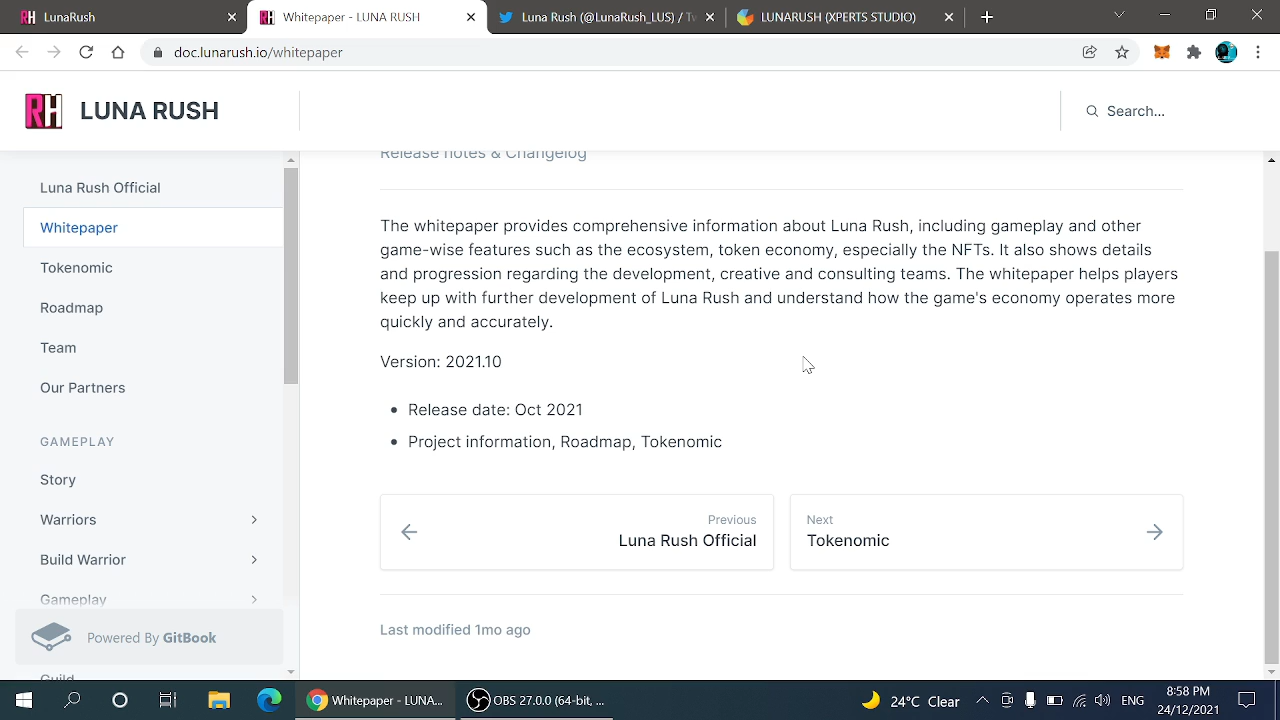 Luna Rush
Whitepaper - LUNA RUSH
Luna Rush (@LunaRush_LUS) / Tw
LUNARUSH (XPERTS STUDIO)
doc.lunarush.io/whitepaper
RH
LUNA RUSH
Search...
Luna Rush Official
Whitepaper
Tokenomic
Roadmap
Team
Our Partners
GAMEPLAY
Story
Warriors
Build Warrior
Gameplay
Guild
Powered By GitBook
Release notes & Changelog
The whitepaper provides comprehensive information about Luna Rush, including gameplay and other
game-wise features such as the ecosystem, token economy, especially the NFTs. It also shows details
and progression regarding the development, creative and consulting teams. The whitepaper helps players
keep up with further development of Luna Rush and understand how the game's economy operates more
quickly and accurately.
Version: 2021.10
• Release date: Oct 2021
• Project information, Roadmap, Tokenomic
Previous
Luna Rush Official
Next
Tokenomic
Last modified 1mo ago
Whitepaper - LUNA...
OBS 27.0.0 (64-bit, ...
24°C Clear
ENG
8:58 PM
24/12/2021